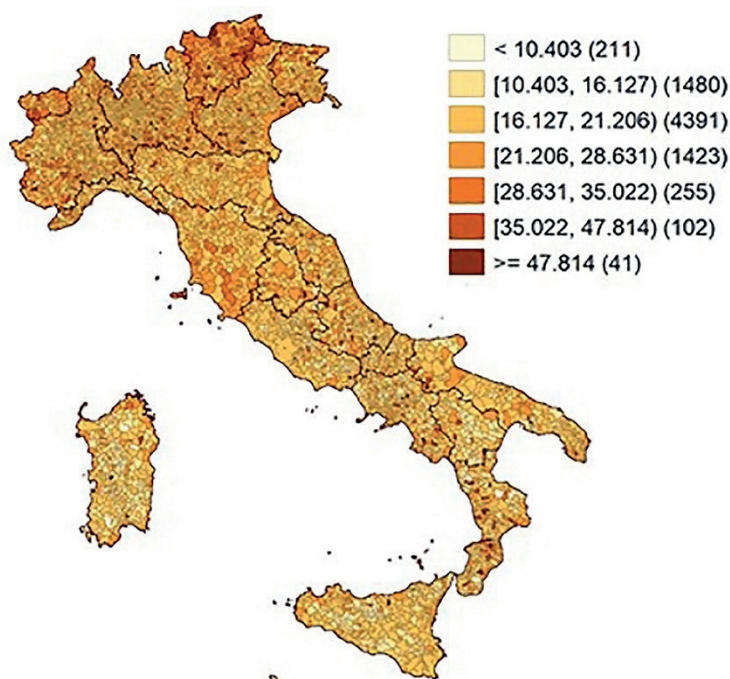 < 10.403 (211)
[10.403, 16.127) (1480)
[16.127, 21.206) (4391)
[21.206, 28.631) (1423)
[28.631, 35.022) (255)
[35.022, 47.814) (102)
>= 47.814 (41)